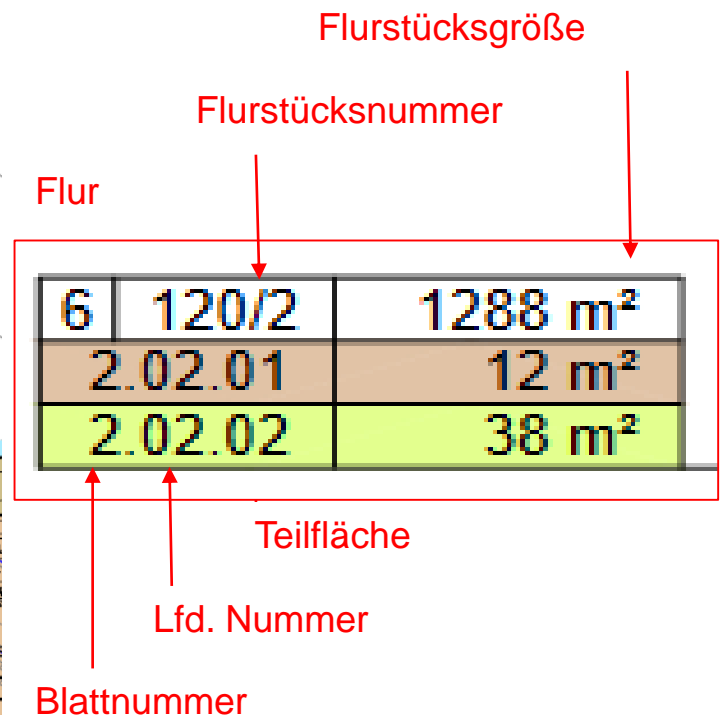 Flurstücksgröße
Flurstücksnummer
Flur
6 120/2 1288 m²
2.02.01 12 m²
2.02.02 38 m²
Teilfläche
Lfd. Nummer
Blattnummer